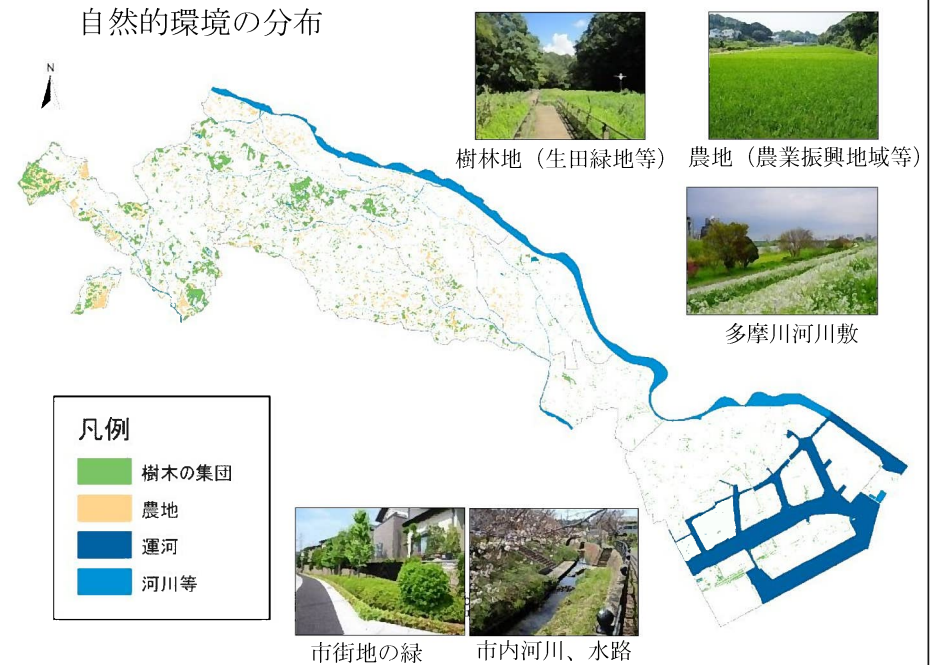 自然的環境の分布
N
樹林地（生田緑地等）
農地（農業振興地域等）
多摩川河川敷
凡例
樹木の集団
農地
運河
河川等
市街地の緑
市内河川、水路